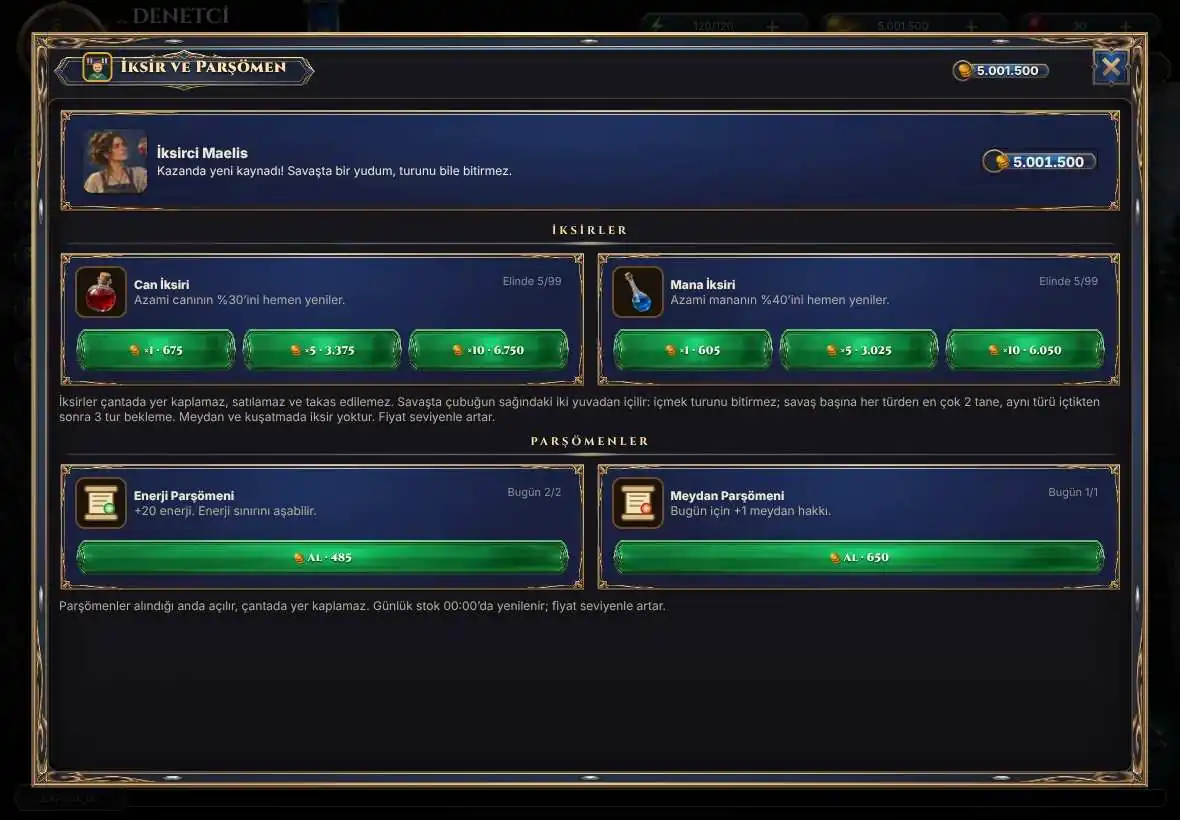 DENETCİ
120/120
5.001.500
30
İKSİR VE PARŞÖMEN
5.001.500
İksirci Maelis
Kazanda yeni kaynadı! Savaşta bir yudum, turunu bile bitirmez.
5.001.500
İKSİRLER
Can İksiri
Elinde 5/99
Azami canının %30'ini hemen yeniler.
×1 · 675
×5 · 3.375
×10 · 6.750
Mana İksiri
Elinde 5/99
Azami mananın %40'ini hemen yeniler.
×1 · 605
×5 · 3.025
×10 · 6.050
İksirler çantada yer kaplamaz, satılamaz ve takas edilemez. Savaşta çubuğun sağındaki iki yuvadan içilir: içmek turunu bitirmez; savaş başına her türden en çok 2 tane, aynı türü içtikten
sonra 3 tur bekleme. Meydan ve kuşatmada iksir yoktur. Fiyat seviyenle artar.
PARŞÖMENLER
Enerji Parşömeni
Bugün 2/2
+20 enerji. Enerji sınırını aşabilir.
AL · 485
Meydan Parşömeni
Bugün 1/1
Bugün için +1 meydan hakkı.
AL · 650
Parşömenler alındığı anda açılır, çantada yer kaplamaz. Günlük stok 00:00'da yenilenir; fiyat seviyenle artar.